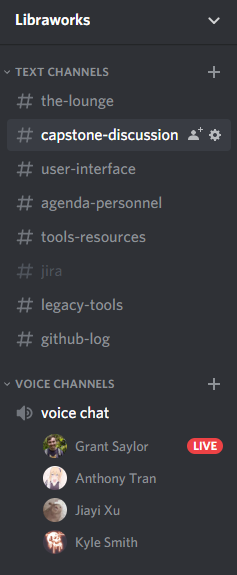 Libraworks
TEXT CHANNELS
the-lounge
capstone-discussion
user-interface
agenda-personnel
tools-resources
jira
legacy-tools
github-log
VOICE CHANNELS
voice chat
Grant Saylor LIVE
Anthony Tran
Jiayi Xu
Kyle Smith